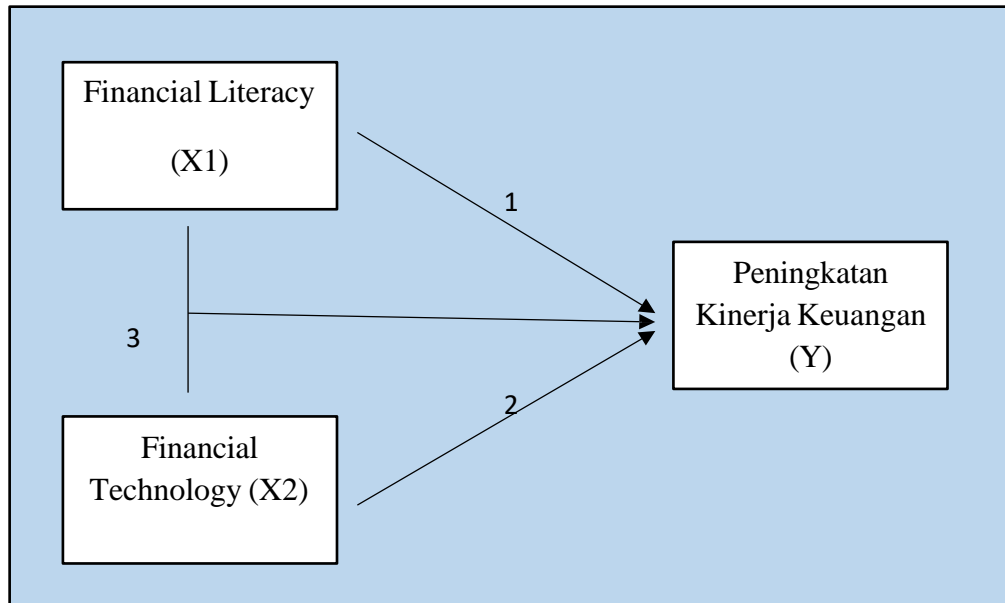 Financial Literacy
(X1)
1
Peningkatan
Kinerja Keuangan
(Y)
3
2
Financial
Technology (X2)